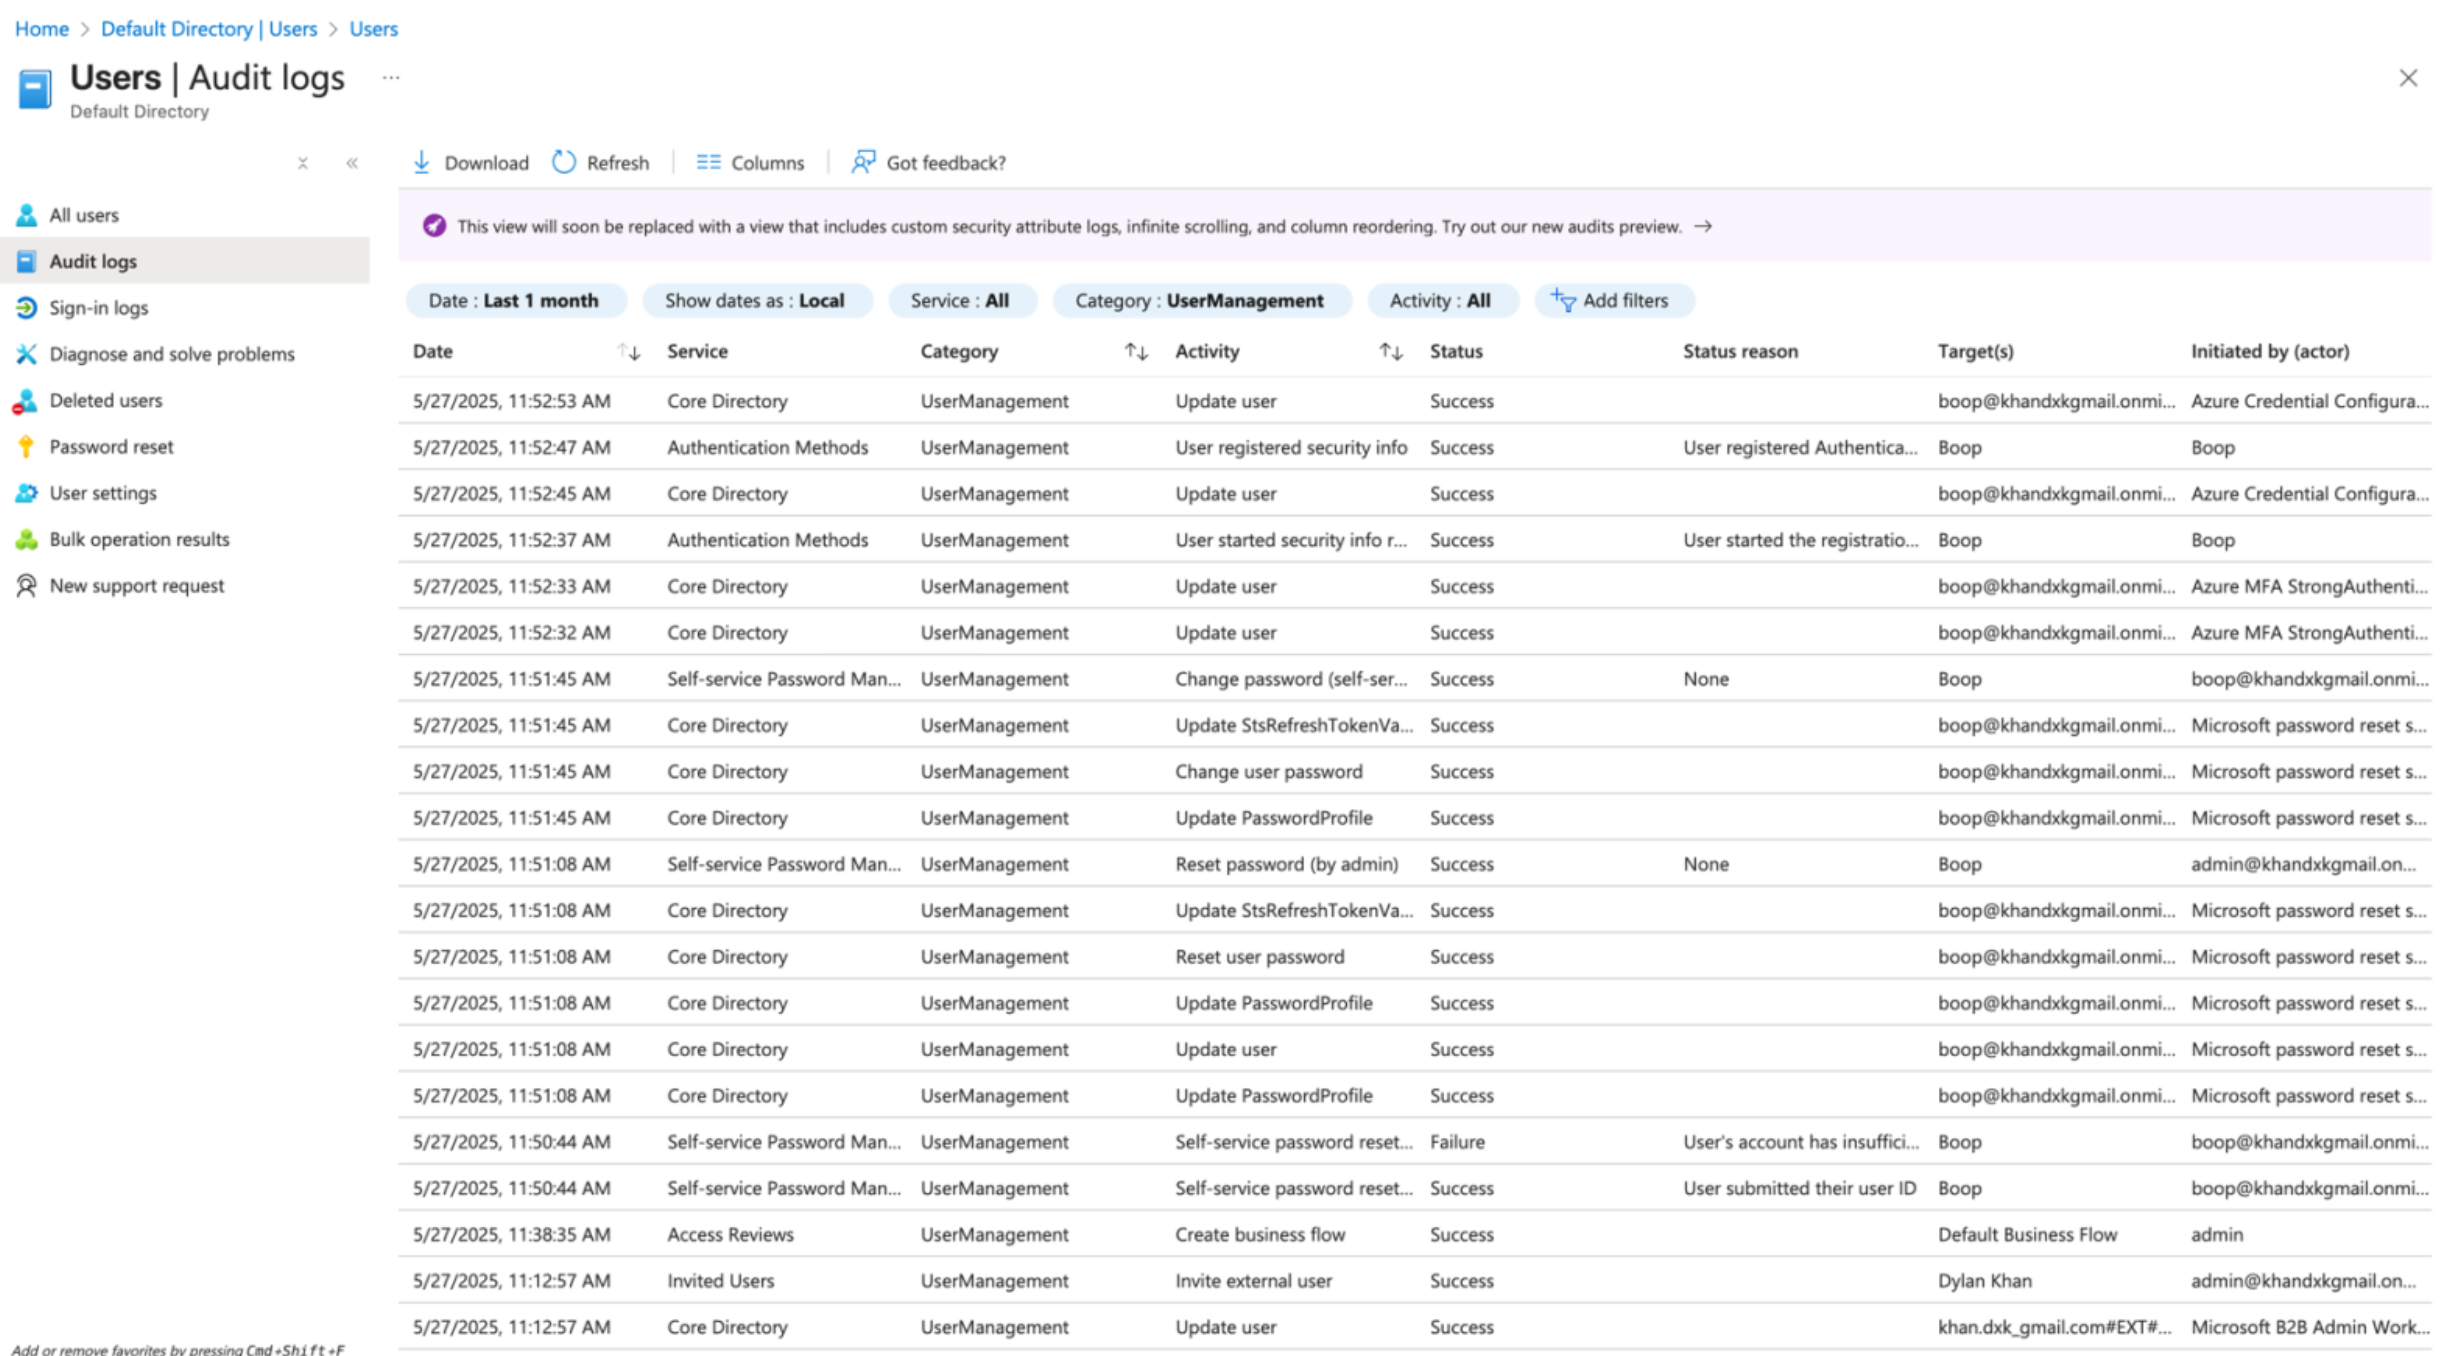 Home > Default Directory | Users > Users
Users | Audit logs ...
Default Directory
Download Refresh Columns Got feedback?
All users
Audit logs
Sign-in logs
Diagnose and solve problems
Deleted users
Password reset
User settings
Bulk operation results
New support request
Add or remove favorites by pressing Cmd+Shift+F
This view will soon be replaced with a view that includes custom security attribute logs, infinite scrolling, and column reordering. Try out our new audits preview. →
Date : Last 1 month Show dates as : Local Service : All Category : UserManagement Activity : All Add filters
Date Service Category Activity Status Status reason Target(s) Initiated by (actor)
5/27/2025, 11:52:53 AM Core Directory UserManagement Update user Success boop@khandxkgmail.onmi... Azure Credential Configura...
5/27/2025, 11:52:47 AM Authentication Methods UserManagement User registered security info Success User registered Authentica... Boop Boop
5/27/2025, 11:52:45 AM Core Directory UserManagement Update user Success boop@khandxkgmail.onmi... Azure Credential Configura...
5/27/2025, 11:52:37 AM Authentication Methods UserManagement User started security info r... Success User started the registratio... Boop Boop
5/27/2025, 11:52:33 AM Core Directory UserManagement Update user Success boop@khandxkgmail.onmi... Azure MFA StrongAuthenti...
5/27/2025, 11:52:32 AM Core Directory UserManagement Update user Success boop@khandxkgmail.onmi... Azure MFA StrongAuthenti...
5/27/2025, 11:51:45 AM Self-service Password Man... UserManagement Change password (self-ser... Success None Boop boop@khandxkgmail.onmi...
5/27/2025, 11:51:45 AM Core Directory UserManagement Update StsRefreshTokenVa... Success boop@khandxkgmail.onmi... Microsoft password reset s...
5/27/2025, 11:51:45 AM Core Directory UserManagement Change user password Success boop@khandxkgmail.onmi... Microsoft password reset s...
5/27/2025, 11:51:45 AM Core Directory UserManagement Update PasswordProfile Success boop@khandxkgmail.onmi... Microsoft password reset s...
5/27/2025, 11:51:08 AM Self-service Password Man... UserManagement Reset password (by admin) Success None Boop admin@khandxkgmail.on...
5/27/2025, 11:51:08 AM Core Directory UserManagement Update StsRefreshTokenVa... Success boop@khandxkgmail.onmi... Microsoft password reset s...
5/27/2025, 11:51:08 AM Core Directory UserManagement Reset user password Success boop@khandxkgmail.onmi... Microsoft password reset s...
5/27/2025, 11:51:08 AM Core Directory UserManagement Update PasswordProfile Success boop@khandxkgmail.onmi... Microsoft password reset s...
5/27/2025, 11:51:08 AM Core Directory UserManagement Update user Success boop@khandxkgmail.onmi... Microsoft password reset s...
5/27/2025, 11:51:08 AM Core Directory UserManagement Update PasswordProfile Success boop@khandxkgmail.onmi... Microsoft password reset s...
5/27/2025, 11:50:44 AM Self-service Password Man... UserManagement Self-service password reset... Failure User's account has insuffici... Boop boop@khandxkgmail.onmi...
5/27/2025, 11:50:44 AM Self-service Password Man... UserManagement Self-service password reset... Success User submitted their user ID Boop boop@khandxkgmail.onmi...
5/27/2025, 11:38:35 AM Access Reviews UserManagement Create business flow Success Default Business Flow admin
5/27/2025, 11:12:57 AM Invited Users UserManagement Invite external user Success Dylan Khan admin@khandxkgmail.on...
5/27/2025, 11:12:57 AM Core Directory UserManagement Update user Success khan.dxk_gmail.com#EXT#... Microsoft B2B Admin Work...